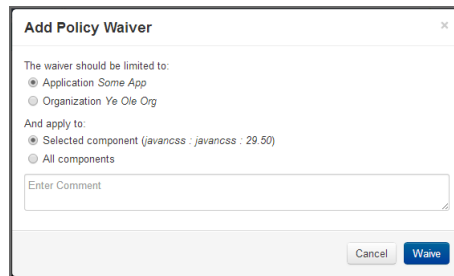 Add Policy Waiver
×
The waiver should be limited to:
Application Some App
Organization Ye Ole Org
And apply to:
Selected component (javancss : javancss : 29.50)
All components
Enter Comment
Cancel Waive